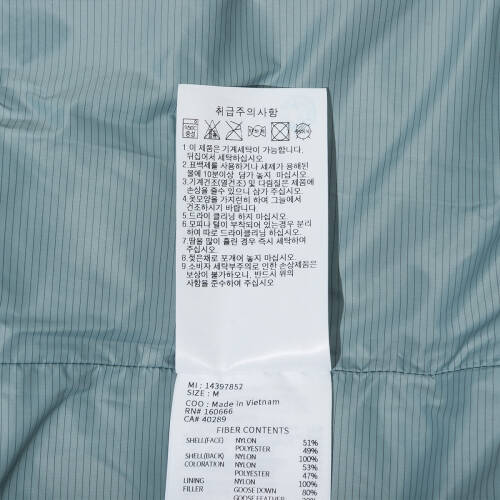 취급주의사항
1.이 제품은 기계세탁이 가능합니다.
뒤집어서 세탁하십시오
2.표백제를 사용하거나 세제가 용해된
물에 10분이상 담가 놓지 마십시오
3.기계건조(열건조) 및 다림질은 제품에
손상을 줄수 있으니 삼가 주십시오.
4.옷모양을 가지런히 하여 그늘에서
건조하시기 바랍니다
5.드라이 클리닝 하지 마십시오
6.모피나 털이 부착되어 있는경우 분리
하여 따로 드라이클리닝 하십시오
7.땀을 많이 흘린 경우 즉시 세탁하여
주십시오.
8.젖은채로 포개어 놓지 마십시오.
9.소비자 세탁부주의로 인한 손상제품은
보상이 불가하오니, 반드시 위의
사항을 준수하여 주십시오
MI : 14397852
SIZE : M
COO : Made in Vietnam
RN# 160666
CA# 40289
FIBER CONTENTS
SHELL(FACE) NYLON 51%
POLYESTER 49%
SHELL(BACK) NYLON 100%
COLORATION NYLON 53%
POLYESTER 47%
LINING NYLON 100%
FILLER GOOSE DOWN 80%
GOOSE FEATHER